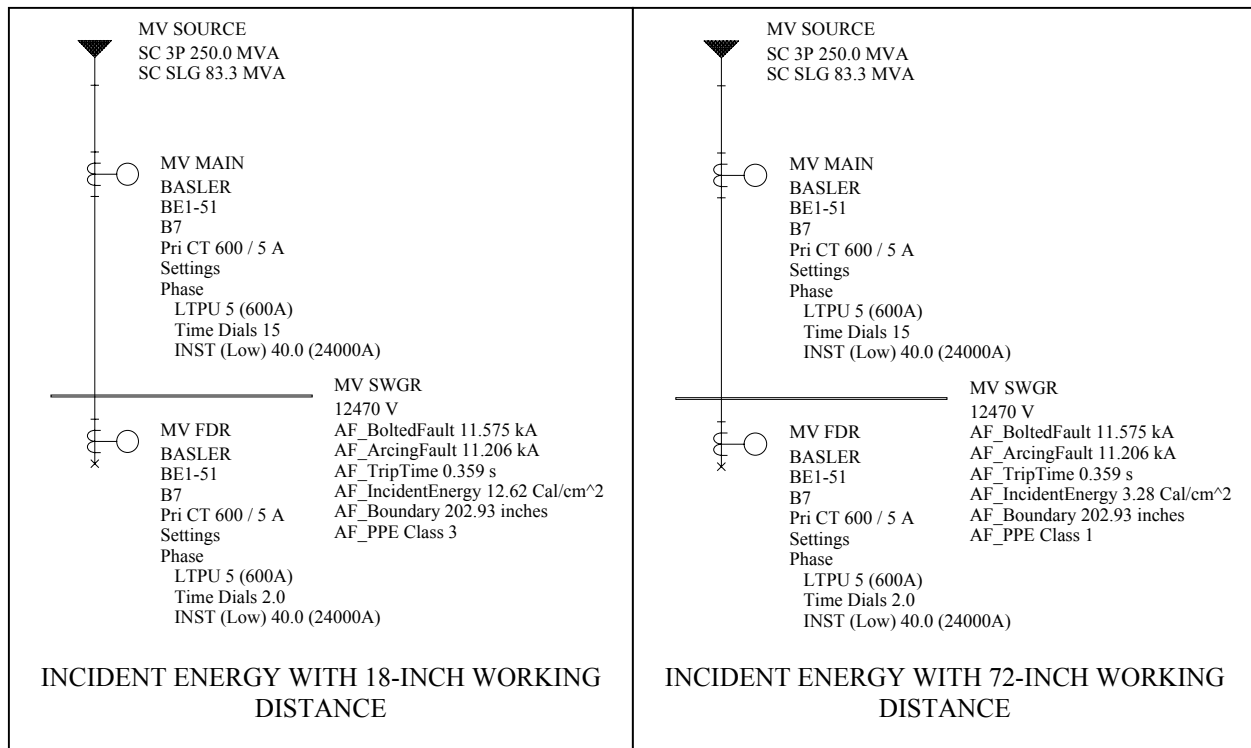 MV SOURCE
SC 3P 250.0 MVA
SC SLG 83.3 MVA
MV MAIN
BASLER
BE1-51
B7
Pri CT 600 / 5 A
Settings
Phase
LTPU 5 (600A)
Time Dials 15
INST (Low) 40.0 (24000A)
MV SWGR
12470 V
AF_BoltedFault 11.575 kA
AF_ArcingFault 11.206 kA
AF_TripTime 0.359 s
AF_IncidentEnergy 12.62 Cal/cm^2
AF_Boundary 202.93 inches
AF_PPE Class 3
MV FDR
BASLER
BE1-51
B7
Pri CT 600 / 5 A
Settings
Phase
LTPU 5 (600A)
Time Dials 2.0
INST (Low) 40.0 (24000A)
INCIDENT ENERGY WITH 18-INCH WORKING
DISTANCE
MV SOURCE
SC 3P 250.0 MVA
SC SLG 83.3 MVA
MV MAIN
BASLER
BE1-51
B7
Pri CT 600 / 5 A
Settings
Phase
LTPU 5 (600A)
Time Dials 15
INST (Low) 40.0 (24000A)
MV SWGR
12470 V
AF_BoltedFault 11.575 kA
AF_ArcingFault 11.206 kA
AF_TripTime 0.359 s
AF_IncidentEnergy 3.28 Cal/cm^2
AF_Boundary 202.93 inches
AF_PPE Class 1
MV FDR
BASLER
BE1-51
B7
Pri CT 600 / 5 A
Settings
Phase
LTPU 5 (600A)
Time Dials 2.0
INST (Low) 40.0 (24000A)
INCIDENT ENERGY WITH 72-INCH WORKING
DISTANCE